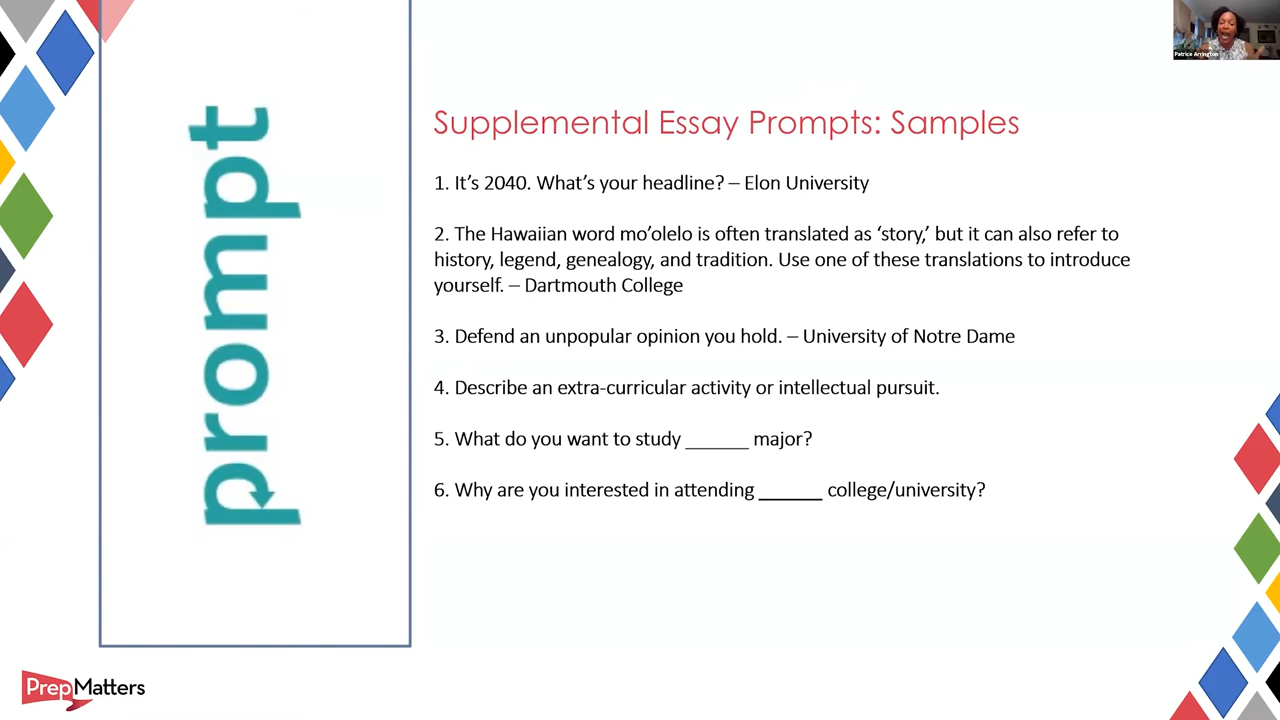 Patrice Arrington
prompt
Supplemental Essay Prompts: Samples
1. It’s 2040. What’s your headline? – Elon University
2. The Hawaiian word mo’olelo is often translated as ‘story,’ but it can also refer to
history, legend, genealogy, and tradition. Use one of these translations to introduce
yourself. – Dartmouth College
3. Defend an unpopular opinion you hold. – University of Notre Dame
4. Describe an extra-curricular activity or intellectual pursuit.
5. What do you want to study ______ major?
6. Why are you interested in attending ______ college/university?
PrepMatters